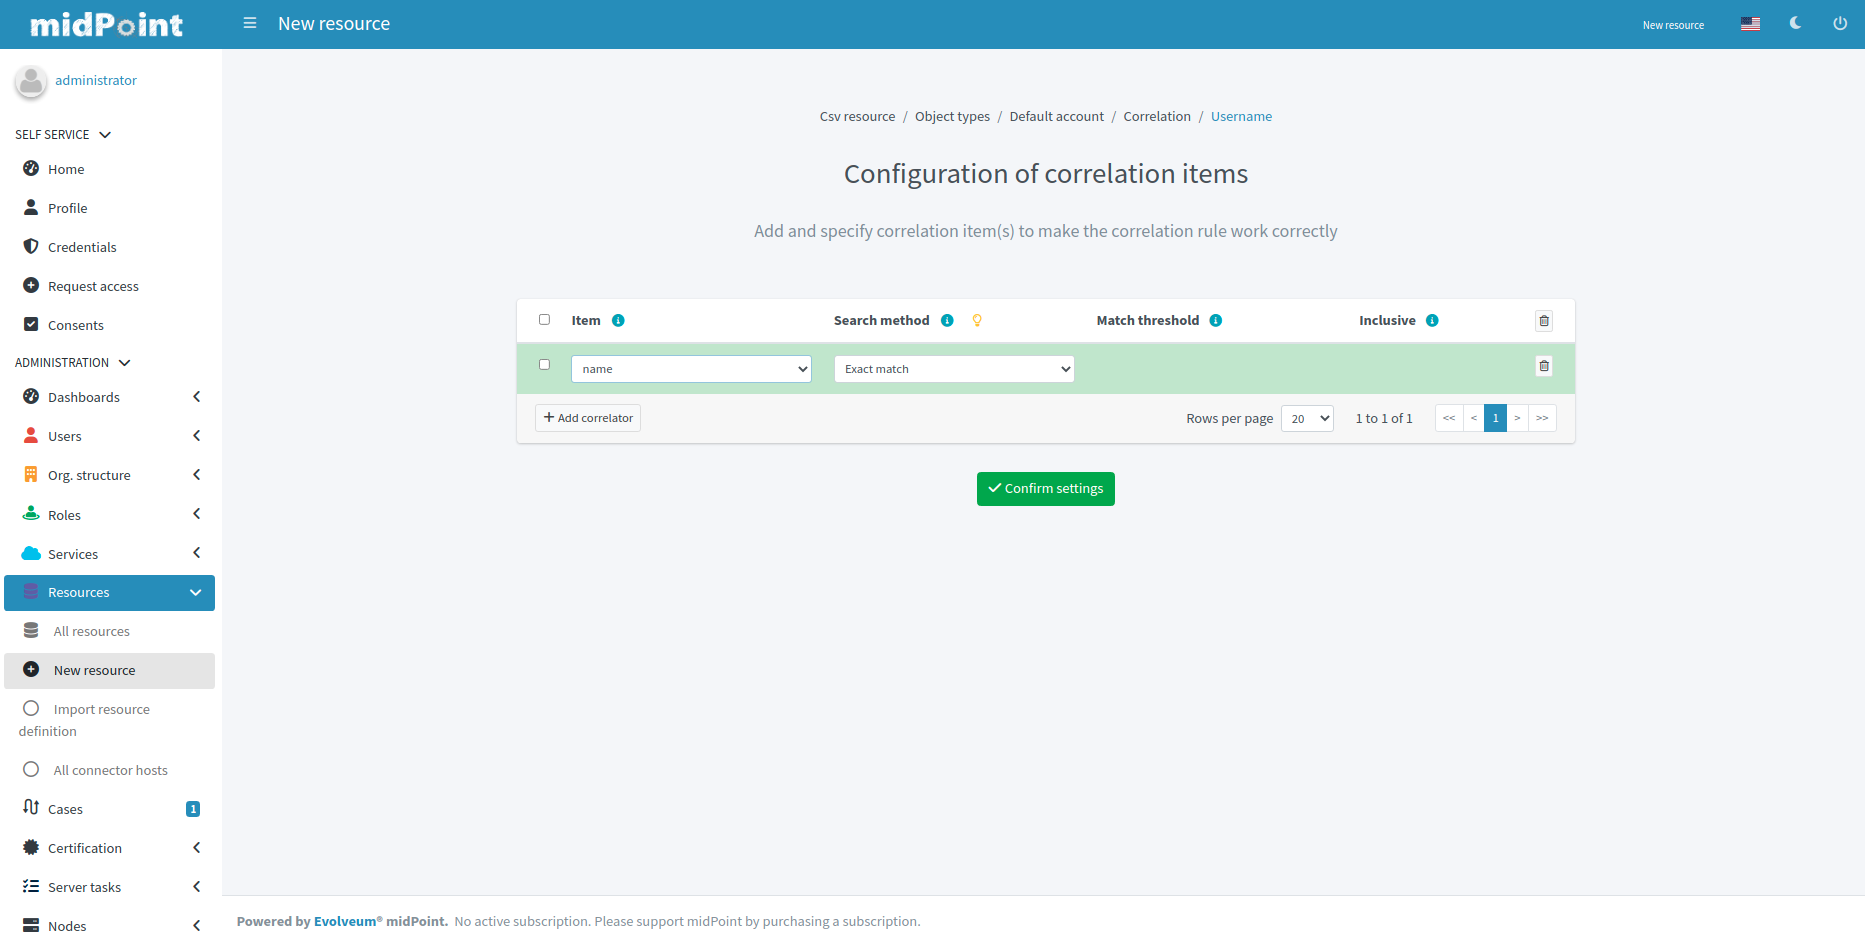 midPoint
New resource
New resource
administrator
SELF SERVICE
Home
Profile
Credentials
Request access
Consents
ADMINISTRATION
Dashboards
Users
Org. structure
Roles
Services
Resources
All resources
New resource
Import resource
definition
All connector hosts
Cases 1
Certification
Server tasks
Nodes
Csv resource / Object types / Default account / Correlation / Username
Configuration of correlation items
Add and specify correlation item(s) to make the correlation rule work correctly
Item Search method Match threshold Inclusive
name Exact match
Add correlator Rows per page 20 1 to 1 of 1 << < 1 > >>
Confirm settings
Powered by Evolveum® midPoint. No active subscription. Please support midPoint by purchasing a subscription.